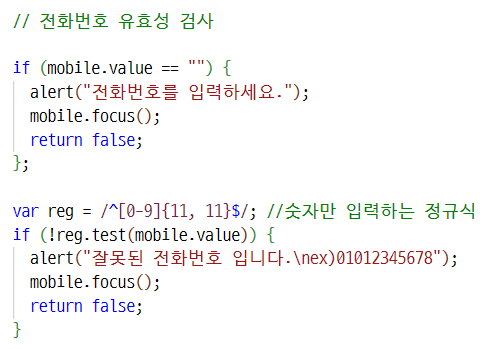 // 전화번호 유효성 검사
if (mobile.value == "") {
alert("전화번호를 입력하세요.");
mobile.focus();
return false;
};
var reg = /^[0-9]{11, 11}$/; //숫자만 입력하는 정규식
if (!reg.test(mobile.value)) {
alert("잘못된 전화번호 입니다.\nex)01012345678");
mobile.focus();
return false;
}